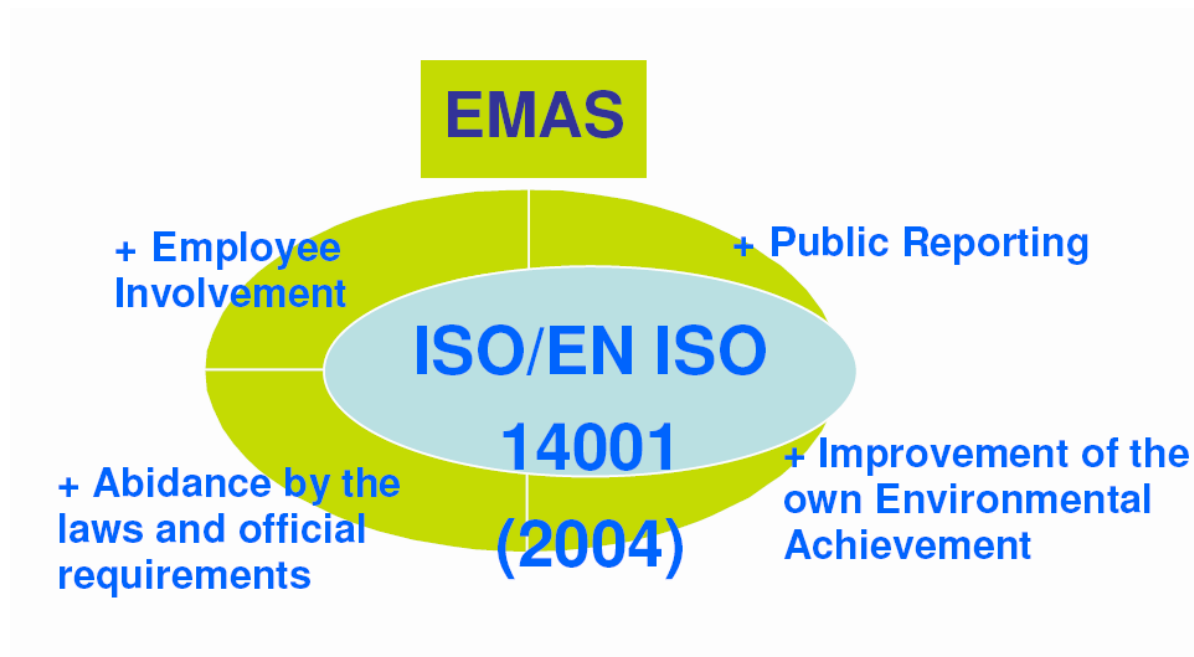 EMAS
+ Employee
Involvement
+ Public Reporting
ISO/EN ISO
14001
(2004)
+ Abidance by the
laws and official
requirements
+ Improvement of the
own Environmental
Achievement